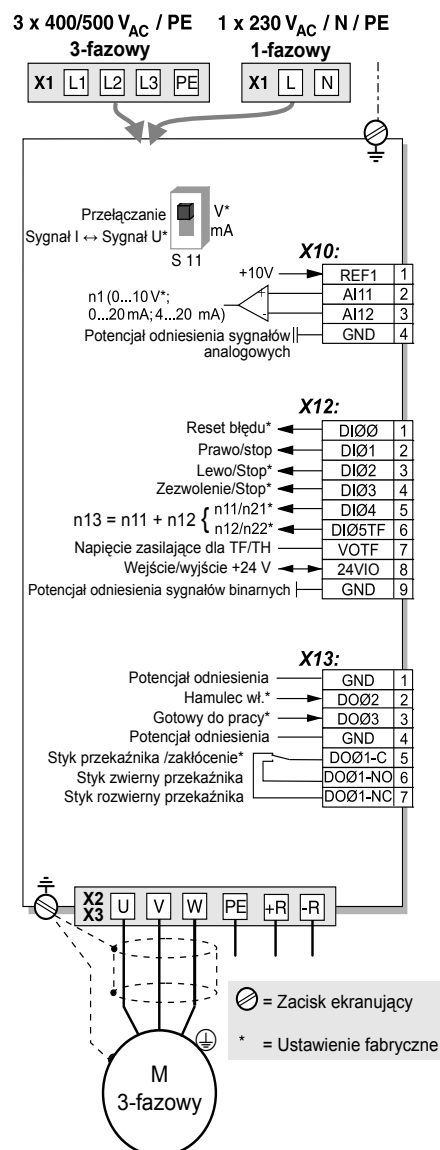 3 x 400/500 VAC / PE 1 x 230 VAC / N / PE
3-fazowy 1-fazowy
X1 L1 L2 L3 PE X1 L N
Przełączanie V*
Sygnał I ↔ Sygnał U* mA
S 11
X10:
+10V REF1 1
n1 (0...10 V*; + AI11 2
0...20 mA; 4...20 mA) - AI12 3
Potencjał odniesienia sygnałów GND 4
analogowych
X12:
Reset błędu* DIØØ 1
Prawo/stop DIØ1 2
Lewo/Stop* DIØ2 3
Zezwolenie/Stop* DIØ3 4
n13 = n11 + n12 { n11/n21* DIØ4 5
n12/n22* DIØ5TF 6
Napięcie zasilające dla TF/TH VOTF 7
Wejście/wyjście +24 V 24VIO 8
Potencjał odniesienia sygnałów binarnych GND 9
X13:
Potencjał odniesienia GND 1
Hamulec wł.* DOØ2 2
Gotowy do pracy* DOØ3 3
Potencjał odniesienia GND 4
Styk przekaźnika /zakłócenie* DOØ1-C 5
Styk zwierny przekaźnika DOØ1-NO 6
Styk rozwierny przekaźnika DOØ1-NC 7
X2
X3 U V W PE +R -R
= Zacisk ekranujący
* = Ustawienie fabryczne
M
3-fazowy